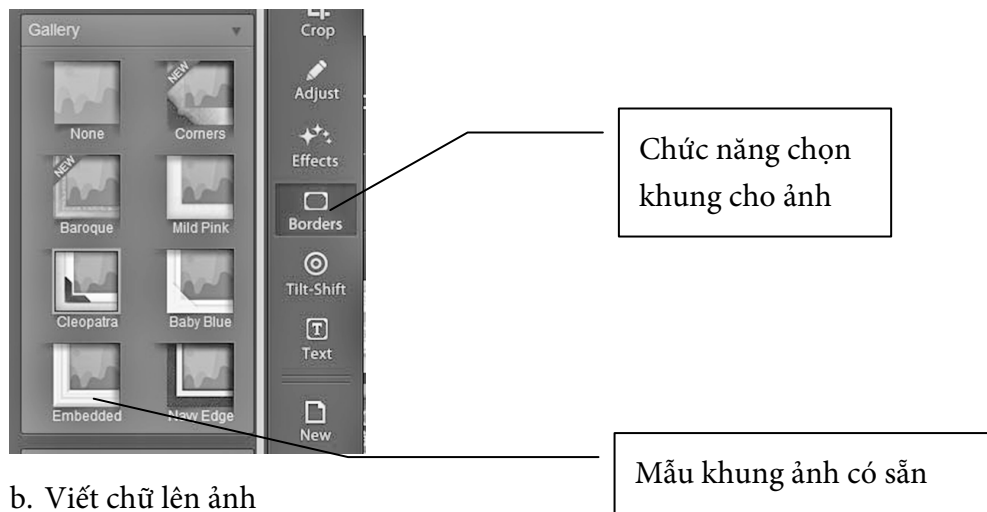 Gallery
None
NEW
Corners
NEW
Baroque
Mild Pink
Cleopatra
Baby Blue
Embedded
Navy Edge
Crop
Adjust
Effects
Borders
Tilt-Shift
T
Text
New
Chức năng chọn
khung cho ảnh
Mẫu khung ảnh có sẵn
b. Viết chữ lên ảnh